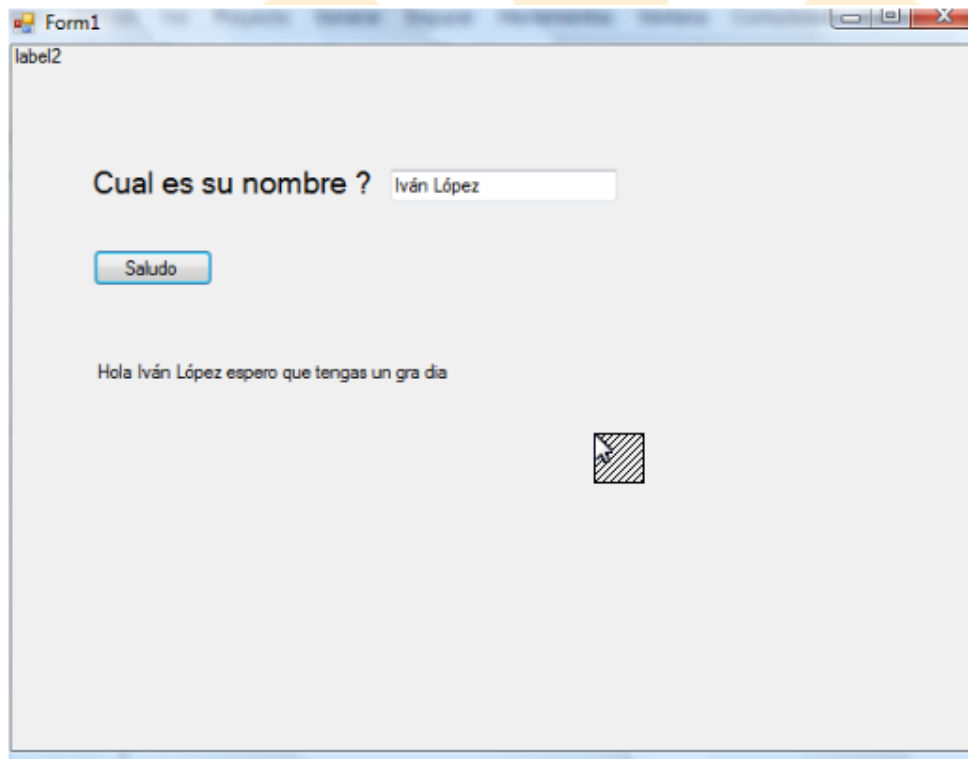 Form1
label2
Cual es su nombre ? Iván López
Saludo
Hola Iván López espero que tengas un gra dia